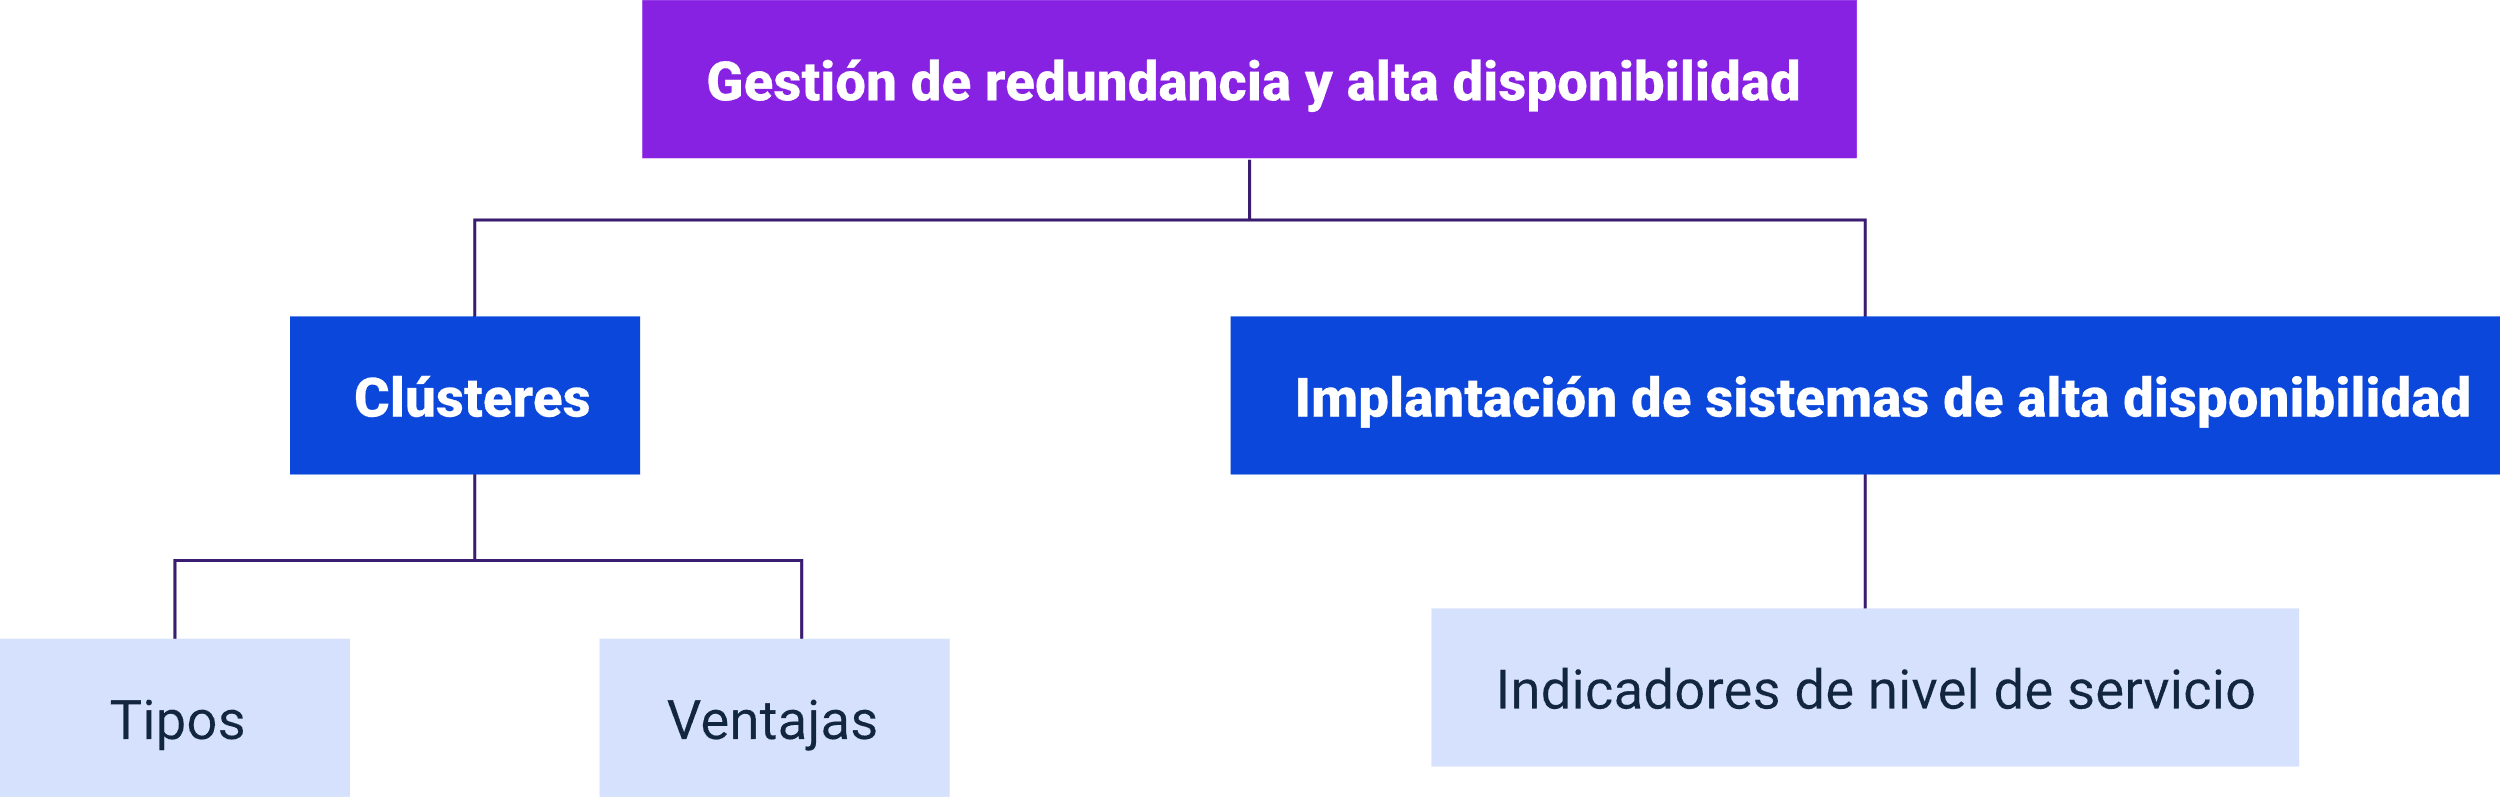 Gestión de redundancia y alta disponibilidad
Clústeres
Implantación de sistemas de alta disponibilidad
Tipos
Ventajas
Indicadores de nivel de servicio